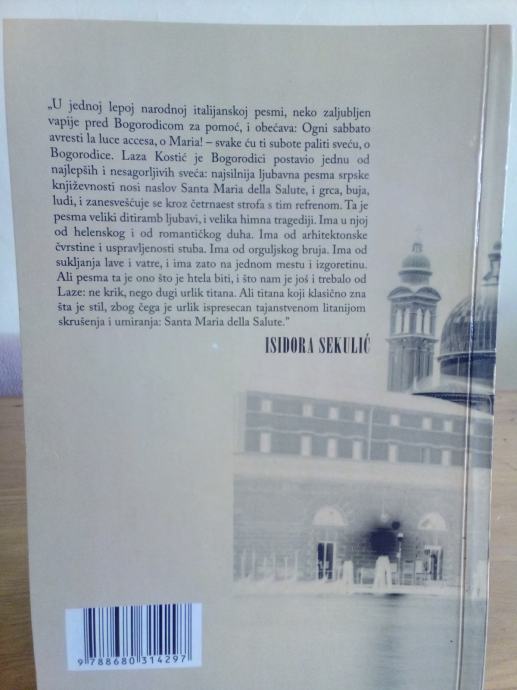 „U jednoj lepoj narodnoj italijanskoj pesmi, neko zaljubljen
vapije pred Bogorodicom za pomoć, i obećava: Ogni sabbato
avresti la luce accesa, o Maria! – svake ću ti subote paliti sveću, o
Bogorodice. Laza Kostić je Bogorodici postavio jednu od
najlepših i nesagorljivih sveća: najsilnija ljubavna pesma srpske
književnosti nosi naslov Santa Maria della Salute, i grca, buja,
ludi, i zanesvešćuje se kroz četrnaest strofa s tim refrenom. Ta je
pesma veliki ditiramb ljubavi, i velika himna tragediji. Ima u njoj
od helenskog i od romantičkog duha. Ima od arhitektonske
čvrstine i uspravljenosti stuba. Ima od orguljskog bruja. Ima od
sukljanja lave i vatre, i ima zato na jednom mestu i izgoretinu.
Ali pesma ta je ono što je htela biti, i što nam je još i trebalo od
Laze: ne krik, nego dugi urlik titana. Ali titana koji klasično zna
šta je stil, zbog čega je urlik ispresecan tajanstvenom litanijom
skrušenja i umiranja: Santa Maria della Salute.”
ISIDORA SEKULIĆ
9 788680 314297